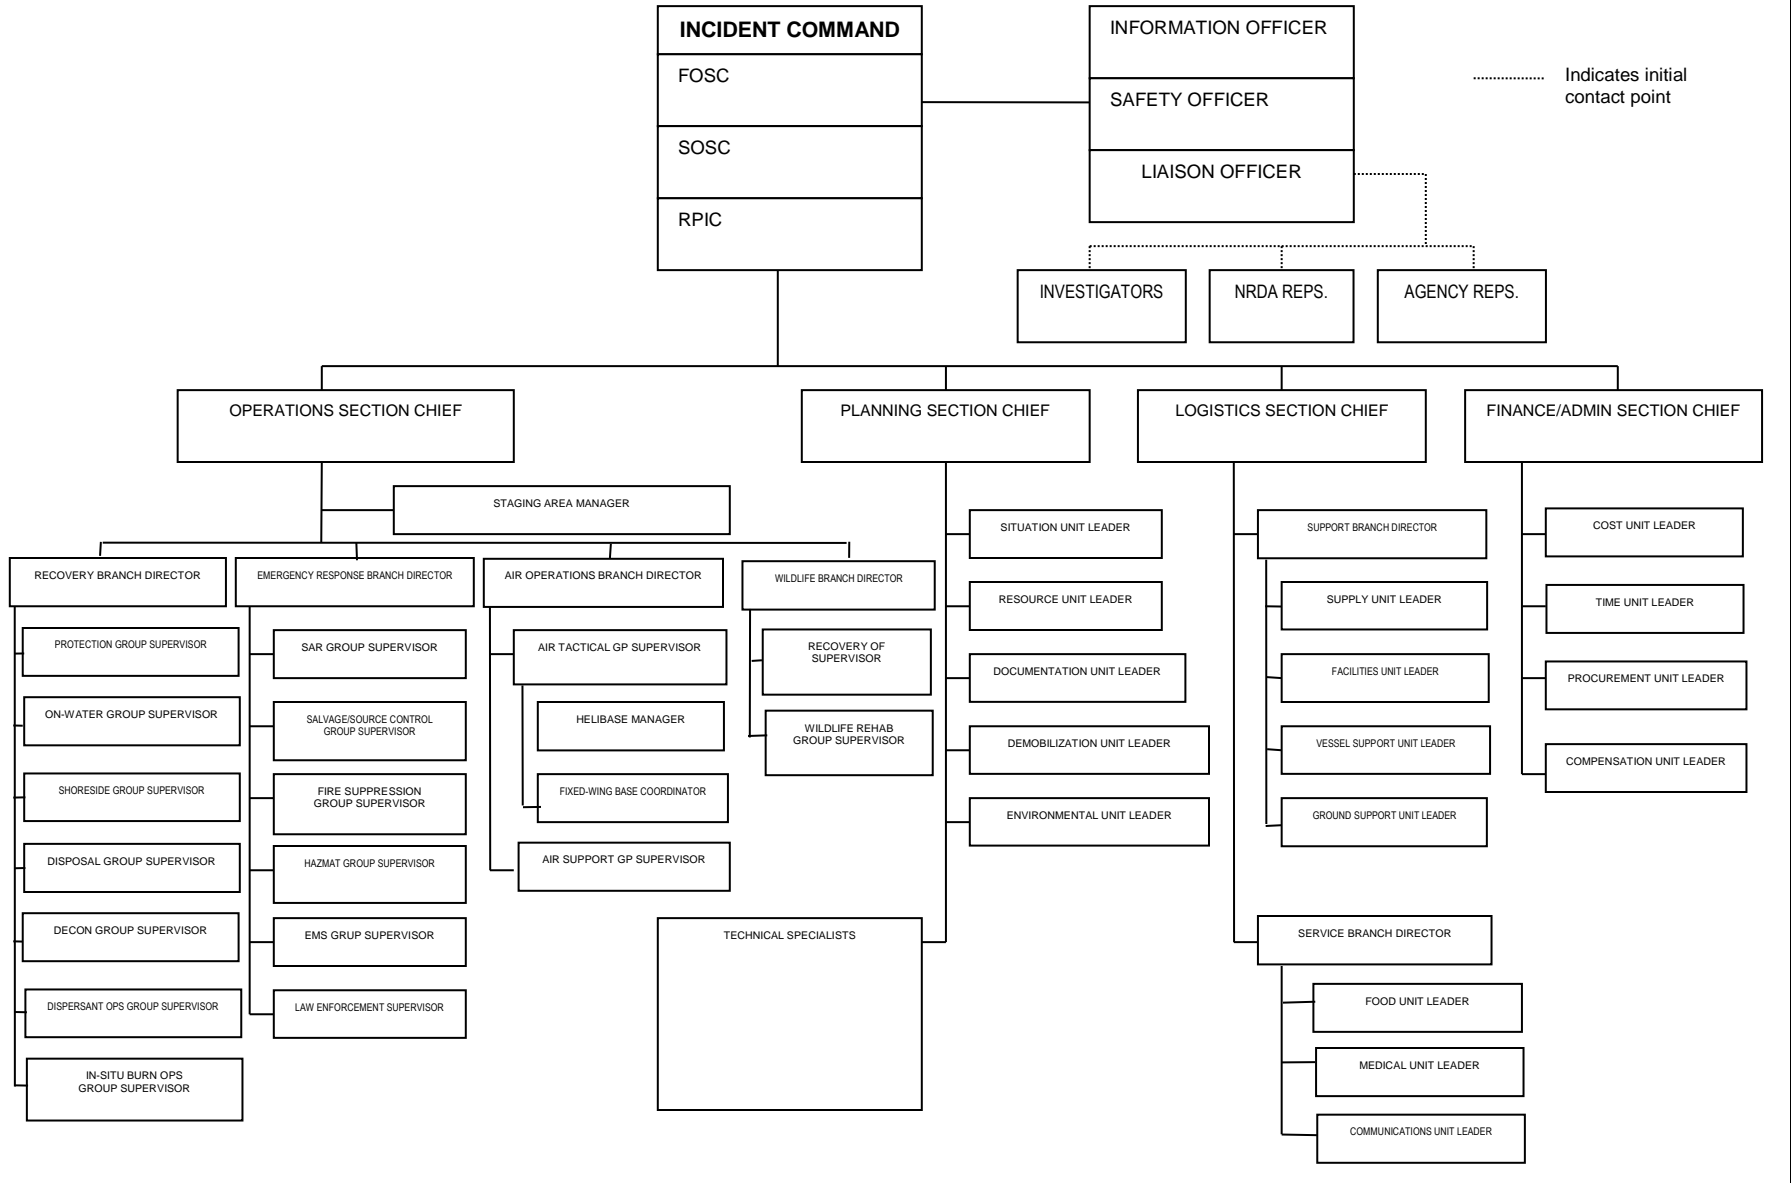 INCIDENT COMMAND
FOSC
SOSC
RPIC
INFORMATION OFFICER
SAFETY OFFICER
LIAISON OFFICER
Indicates initial
contact point
INVESTIGATORS
NRDA REPS.
AGENCY REPS.
OPERATIONS SECTION CHIEF
PLANNING SECTION CHIEF
LOGISTICS SECTION CHIEF
FINANCE/ADMIN SECTION CHIEF
STAGING AREA MANAGER
RECOVERY BRANCH DIRECTOR
PROTECTION GROUP SUPERVISOR
ON-WATER GROUP SUPERVISOR
SHORESIDE GROUP SUPERVISOR
DISPOSAL GROUP SUPERVISOR
DECON GROUP SUPERVISOR
DISPERSANT OPS GROUP SUPERVISOR
IN-SITU BURN OPS
GROUP SUPERVISOR
EMERGENCY RESPONSE BRANCH DIRECTOR
SAR GROUP SUPERVISOR
SALVAGE/SOURCE CONTROL
GROUP SUPERVISOR
FIRE SUPPRESSION
GROUP SUPERVISOR
HAZMAT GROUP SUPERVISOR
EMS GRUP SUPERVISOR
LAW ENFORCEMENT SUPERVISOR
AIR OPERATIONS BRANCH DIRECTOR
AIR TACTICAL GP SUPERVISOR
HELIBASE MANAGER
FIXED-WING BASE COORDINATOR
AIR SUPPORT GP SUPERVISOR
WILDLIFE BRANCH DIRECTOR
RECOVERY OF
SUPERVISOR
WILDLIFE REHAB
GROUP SUPERVISOR
SITUATION UNIT LEADER
RESOURCE UNIT LEADER
DOCUMENTATION UNIT LEADER
DEMOBILIZATION UNIT LEADER
ENVIRONMENTAL UNIT LEADER
TECHNICAL SPECIALISTS
SUPPORT BRANCH DIRECTOR
SUPPLY UNIT LEADER
FACILITIES UNIT LEADER
VESSEL SUPPORT UNIT LEADER
GROUND SUPPORT UNIT LEADER
SERVICE BRANCH DIRECTOR
FOOD UNIT LEADER
MEDICAL UNIT LEADER
COMMUNICATIONS UNIT LEADER
COST UNIT LEADER
TIME UNIT LEADER
PROCUREMENT UNIT LEADER
COMPENSATION UNIT LEADER